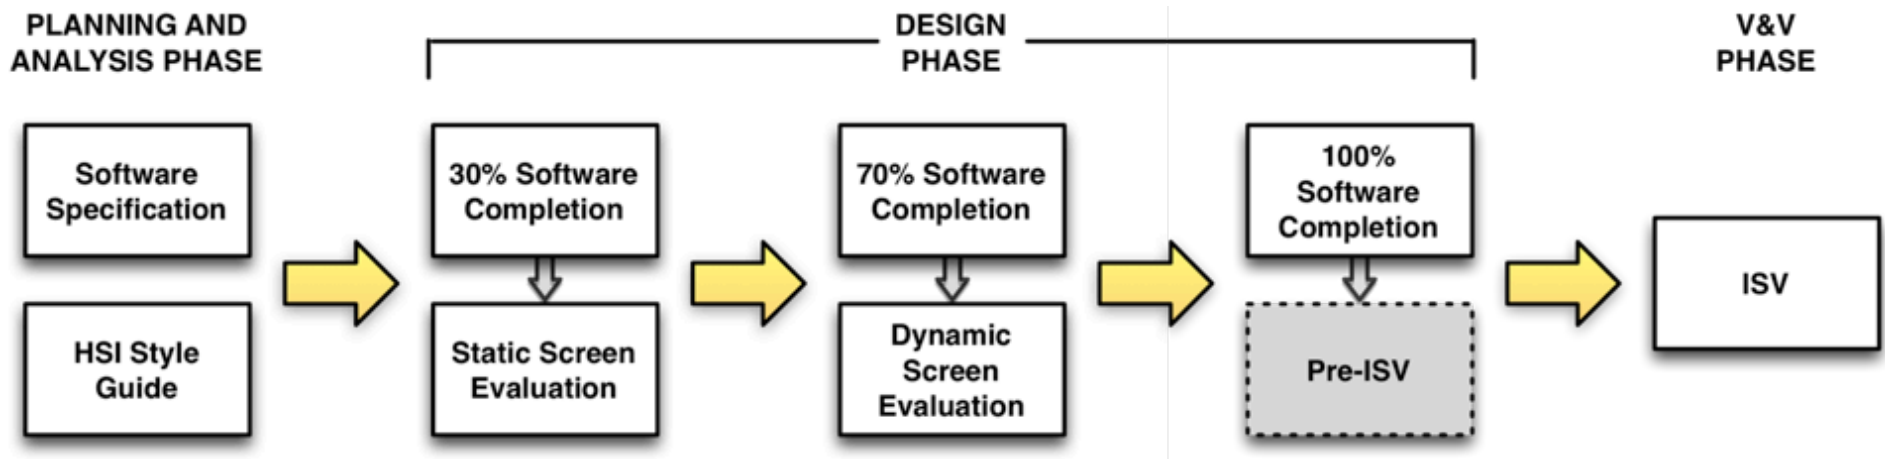 PLANNING AND
ANALYSIS PHASE
DESIGN
PHASE
V&V
PHASE
Software
Specification
HSI Style
Guide
30% Software
Completion
Static Screen
Evaluation
70% Software
Completion
Dynamic
Screen
Evaluation
100%
Software
Completion
Pre-ISV
ISV